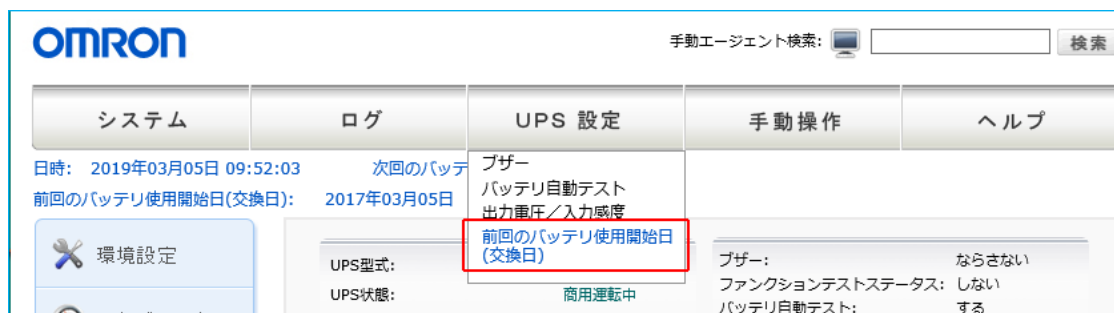 OMRON
手動エージェント検索:
検索
システム
ログ
UPS 設定
手動操作
ヘルプ
日時: 2019年03月05日 09:52:03
次回のバッテ
前回のバッテリ使用開始日(交換日): 2017年03月05日
ブザー
バッテリ自動テスト
出力電圧／入力感度
前回のバッテリ使用開始日
(交換日)
環境設定
UPS型式:
UPS状態: 商用運転中
ブザー: ならさない
ファンクションテストステータス: しない
バッテリ自動テスト: する